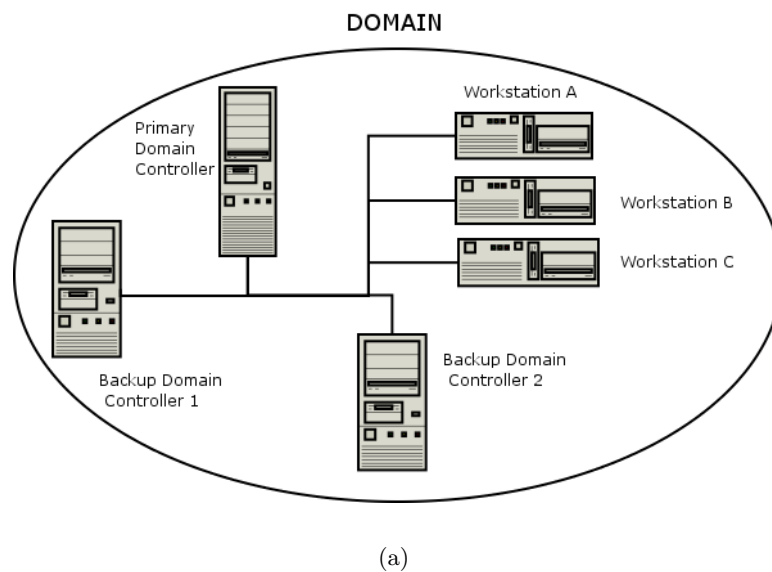 DOMAIN
Workstation A
Primary
Domain
Controller
Workstation B
Workstation C
Backup Domain
Controller 2
Backup Domain
Controller 1
(a)